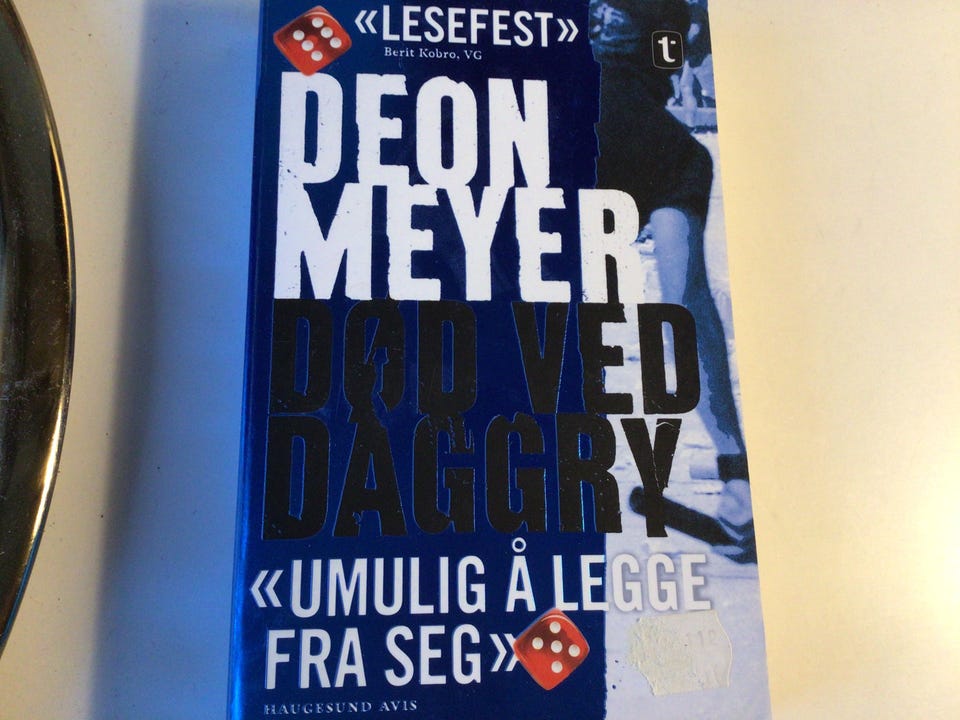 «LESEFEST»
Berit Kobro, VG
t
DEON
MEYER
DØD VED
DAGGRY
«UMULIG Å LEGGE
FRA SEG»
HAUGESUND AVIS